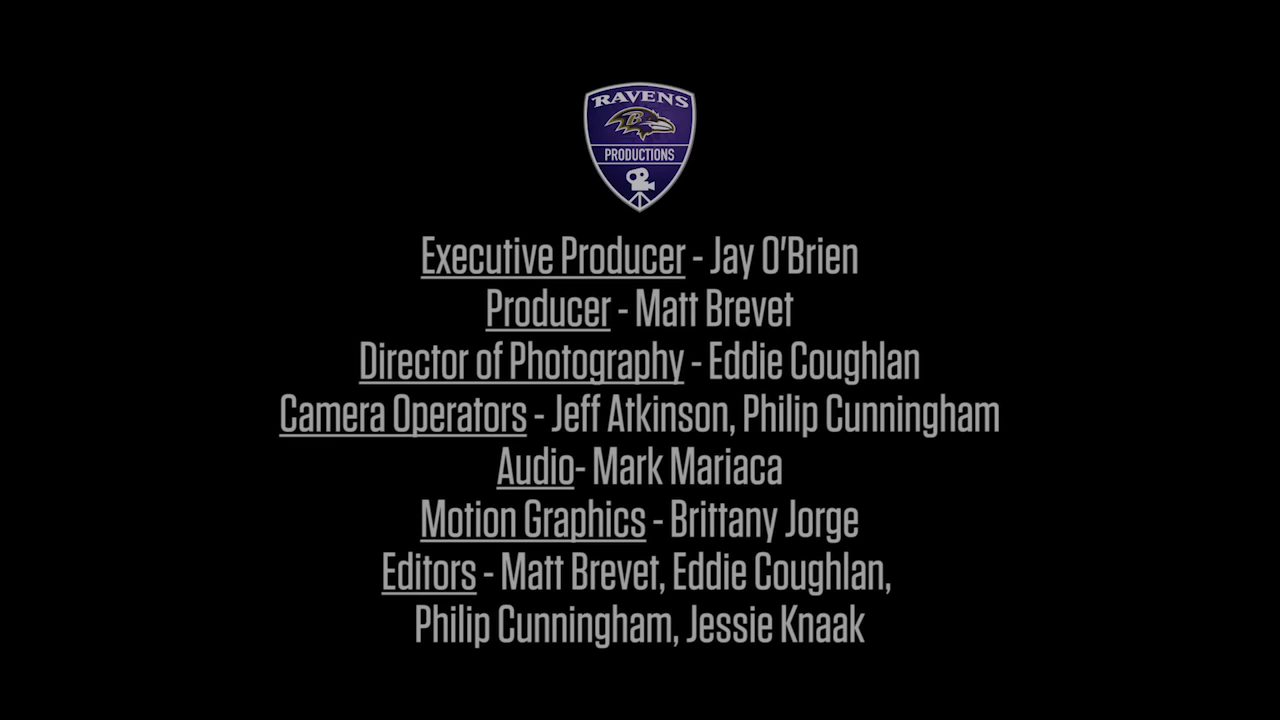 RAVENS
B
PRODUCTIONS
Executive Producer - Jay O'Brien
Producer - Matt Brevet
Director of Photography - Eddie Coughlan
Camera Operators - Jeff Atkinson, Philip Cunningham
Audio- Mark Mariaca
Motion Graphics - Brittany Jorge
Editors - Matt Brevet, Eddie Coughlan,
Philip Cunningham, Jessie Knaak